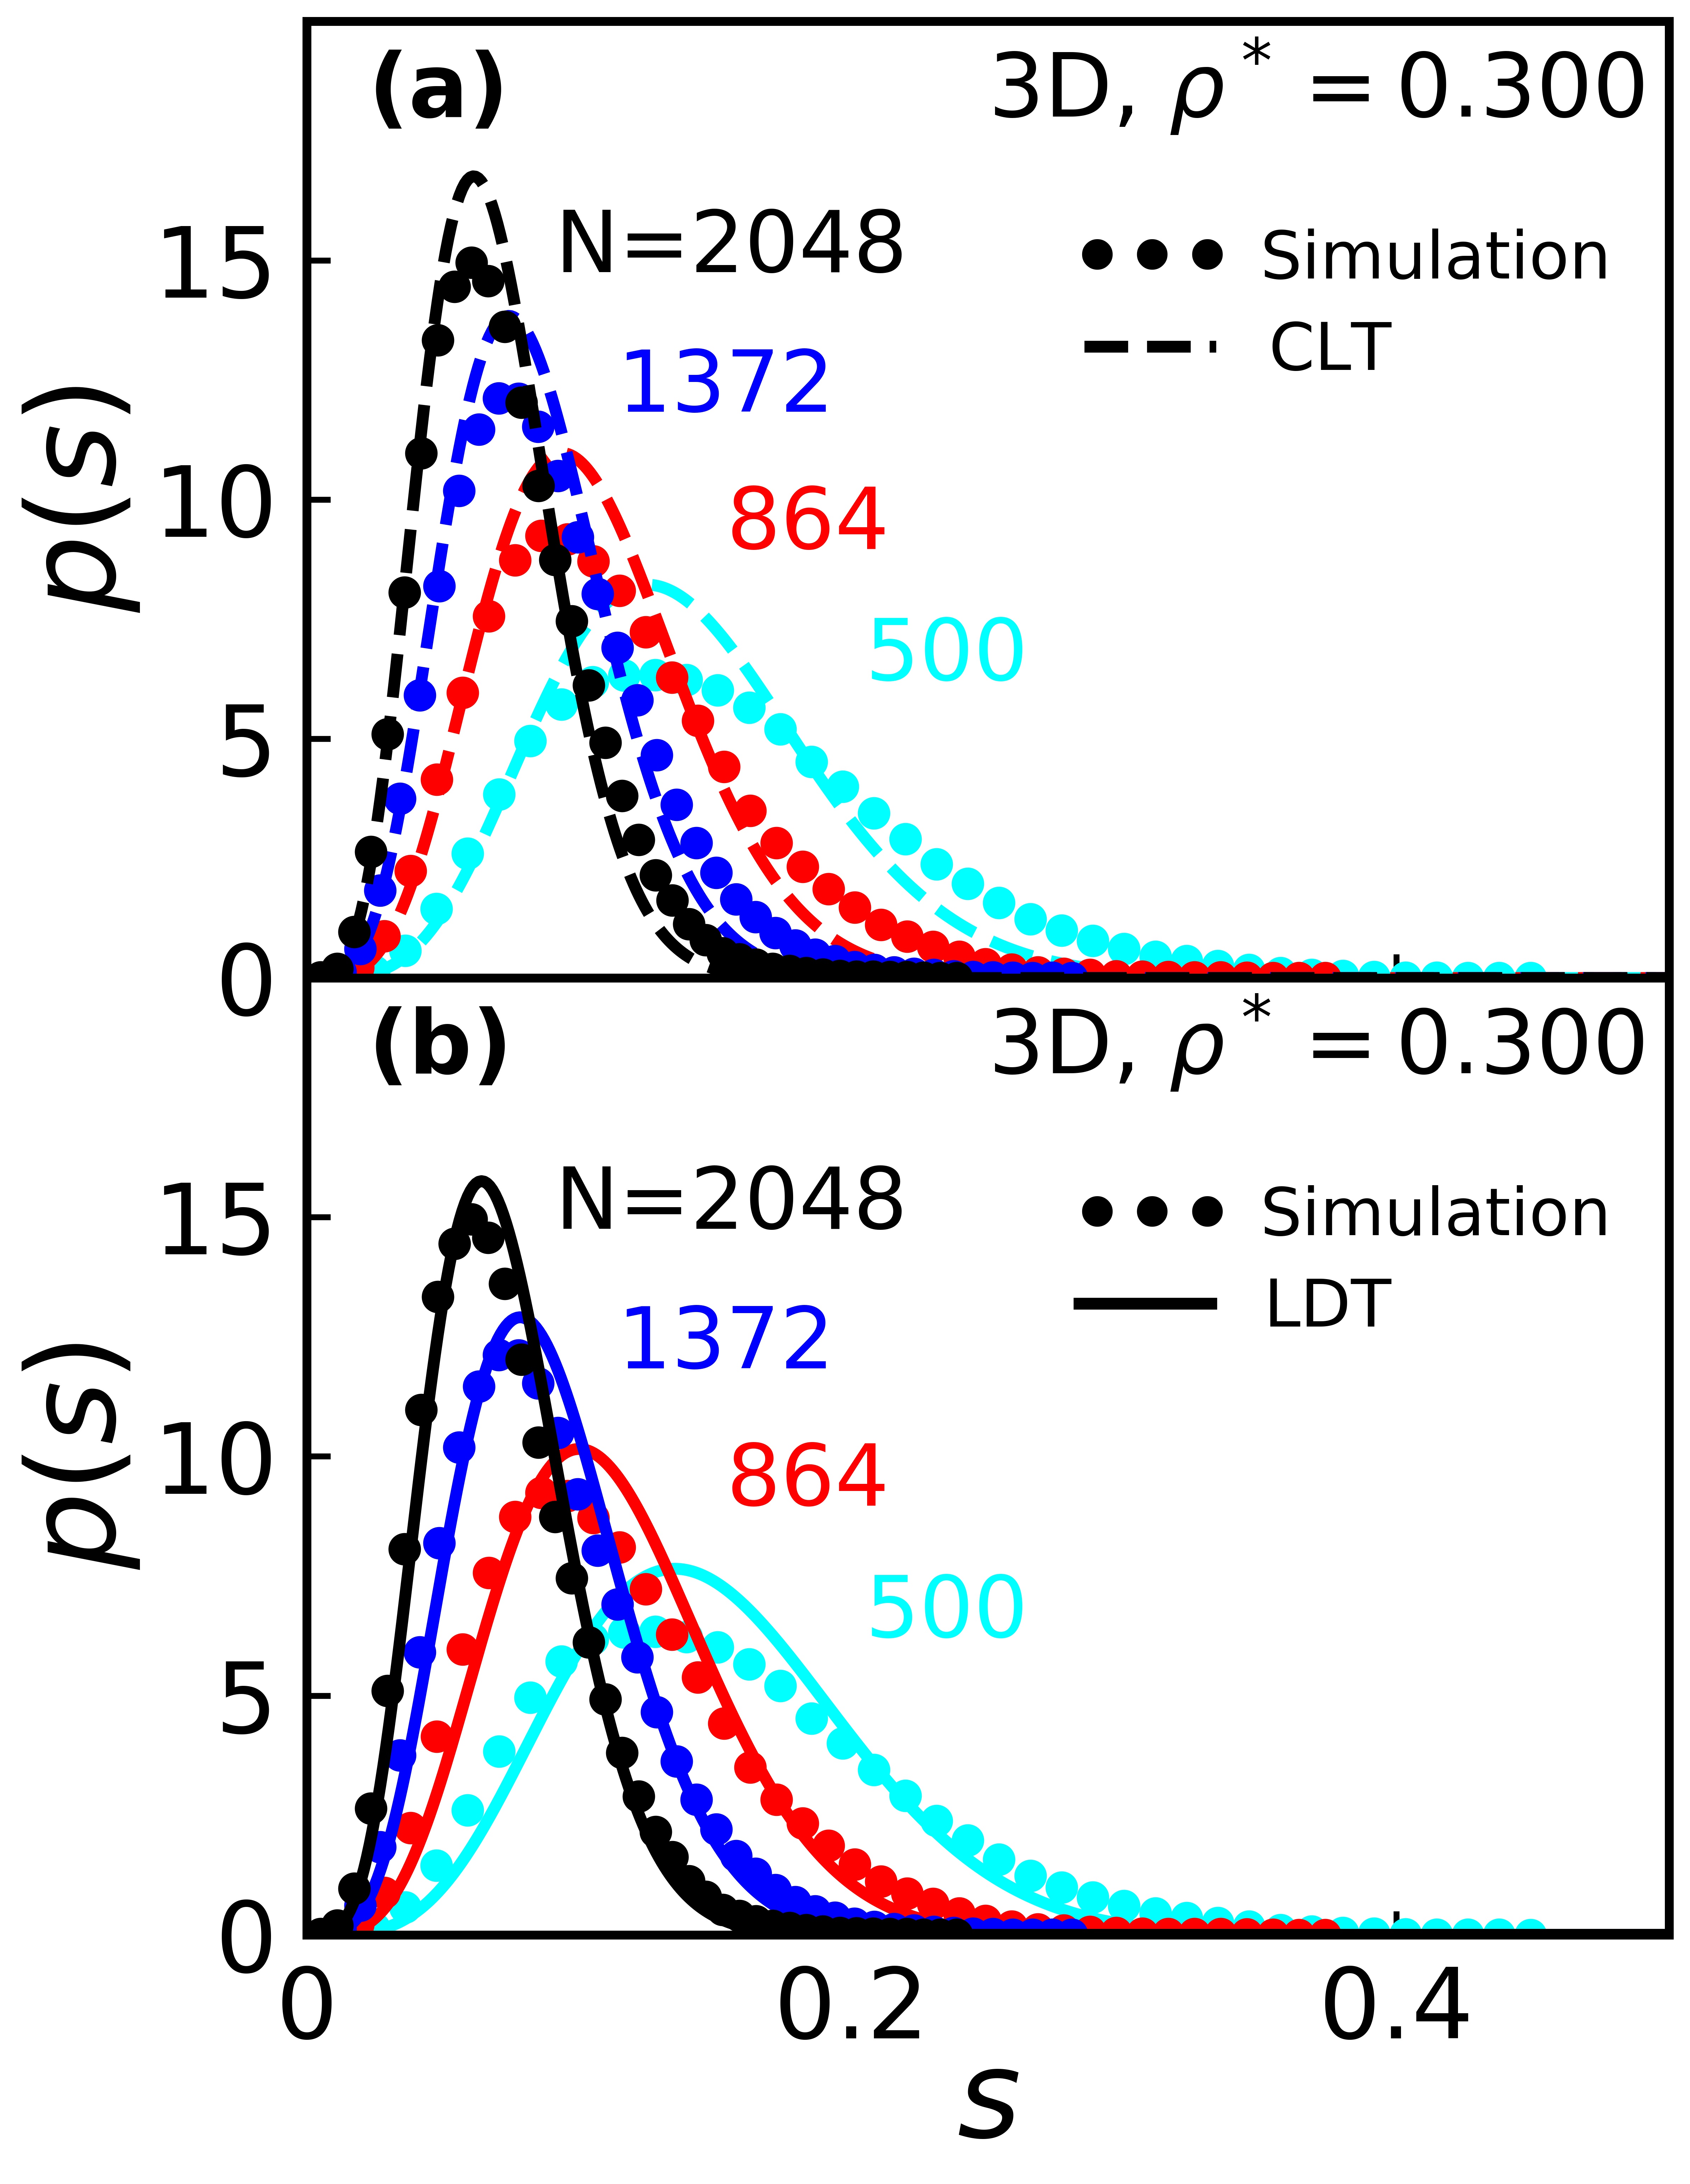 (a) 3D, ρ* = 0.300
N=2048
Simulation
1372
CLT
864
500
p(s)
15
10
5
0
(b) 3D, ρ* = 0.300
N=2048
Simulation
1372
LDT
864
500
p(s)
15
10
5
0
0 0.2 0.4
s